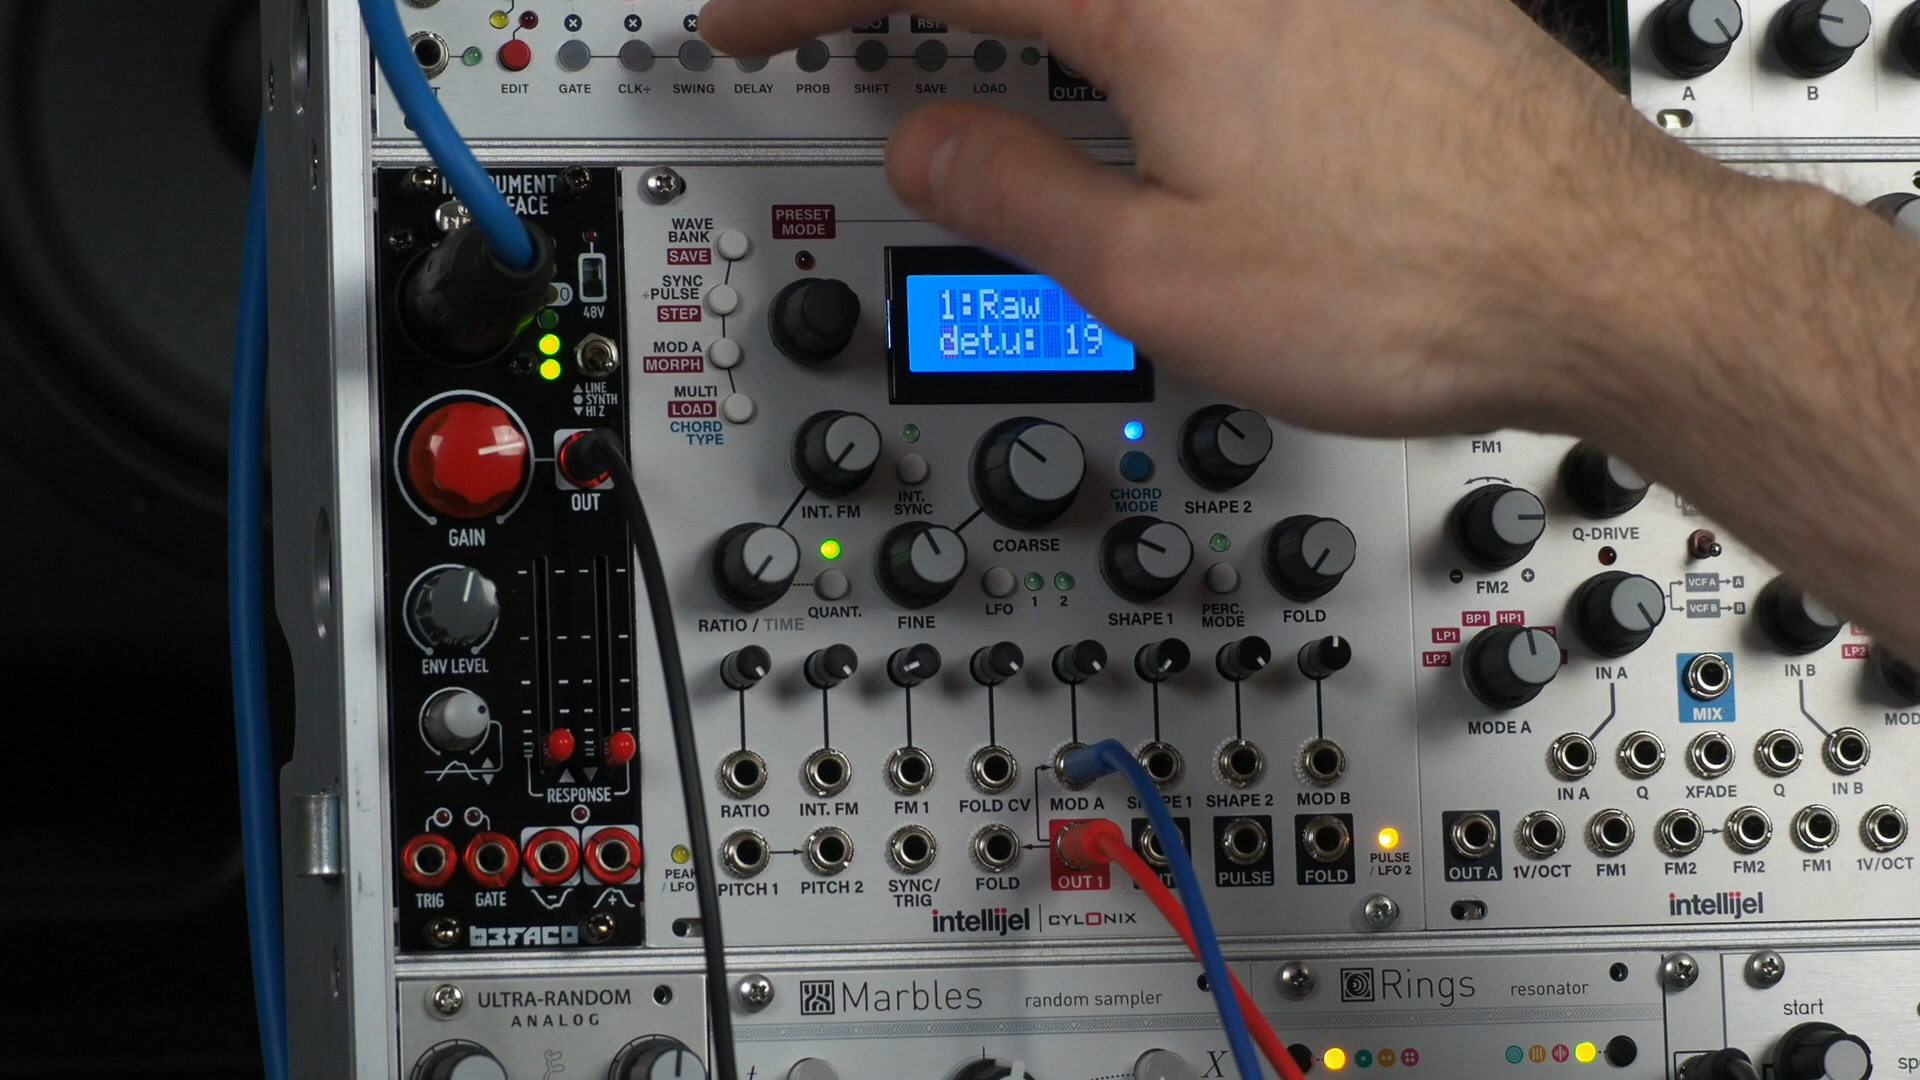 EDIT
GATE
CLK÷
SWING
DELAY
PROB
SHIFT
SAVE
LOAD
RST
A
B
48V
LINE
SYNTH
HI Z
GAIN
OUT
ENV LEVEL
RESPONSE
TRIG
GATE
WAVE
BANK
SAVE
SYNC
+PULSE
STEP
MOD A
MORPH
MULTI
LOAD
CHORD
TYPE
PRESET
MODE
1:Raw
detu: 19
INT. FM
INT.
SYNC
COARSE
CHORD
MODE
SHAPE 2
RATIO / TIME
QUANT.
FINE
LFO
1
2
SHAPE 1
PERC.
MODE
FOLD
RATIO
INT. FM
FM 1
FOLD CV
MOD A
SHAPE 2
MOD B
PITCH 1
PITCH 2
SYNC/
TRIG
FOLD
OUT 1
PULSE
FOLD
PULSE
/ LFO 2
/ LFO
intellijel
CYLONIX
FM1
Q-DRIVE
FM2
VCF A
A
VCF B
B
LP1
BP1
HP1
LP2
MODE A
IN A
MIX
IN B
LP2
IN A
Q
XFADE
Q
IN B
OUT A
1V/OCT
FM1
FM2
FM2
FM1
1V/OCT
intellijel
ULTRA-RANDOM
ANALOG
Marbles
random sampler
Rings
resonator
start
t
X